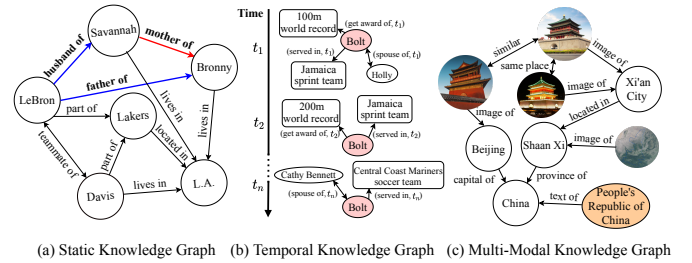 Savannah
husband of
mother of
Bronny
father of
LeBron
part of
Lakers
lives in
lives in
located in
teammate of
part of
Davis
lives in
L.A.
(a) Static Knowledge Graph
Time
t1
100m
world record
(get award of, t1)
Bolt
(served in, t1)
(spouse of, t1)
Jamaica
sprint team
Holly
t2
200m
world record
Jamaica
sprint team
(get award of, t2)
(served in, t2)
Bolt
tn
Cathy Bennett
Central Coast Mariners
soccer team
(spouse of, tn)
(served in, tn)
Bolt
(b) Temporal Knowledge Graph
similar
image of
same place
image of
Xi'an
City
image of
located in
Beijing
Shaan Xi
image of
capital of
province of
China
text of
People's
Republic of
China
(c) Multi-Modal Knowledge Graph